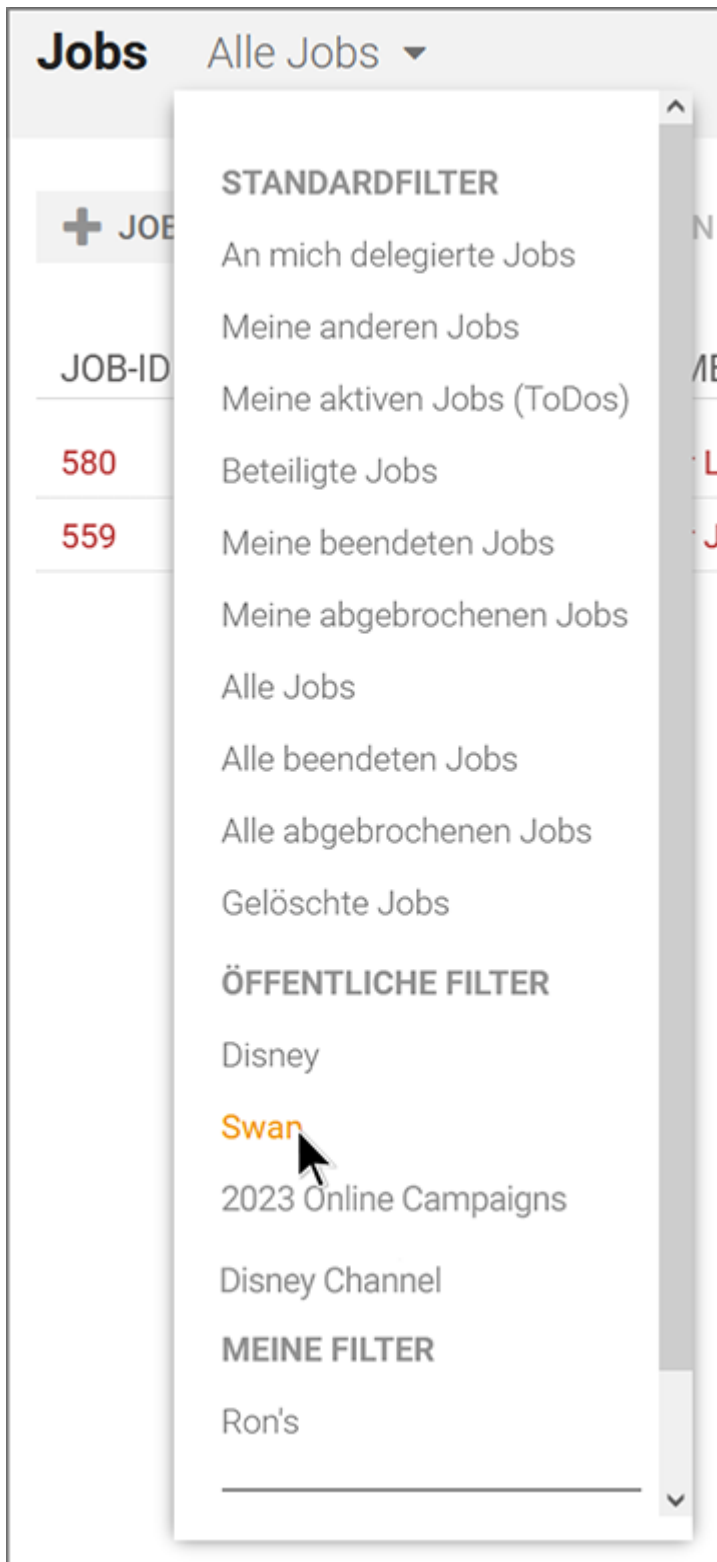 Jobs Alle Jobs
STANDARDFILTER
JOB
An mich delegierte Jobs
Meine anderen Jobs
JOB-ID
Meine aktiven Jobs (ToDos)
580
Beteiligte Jobs
559
Meine beendeten Jobs
Meine abgebrochenen Jobs
Alle Jobs
Alle beendeten Jobs
Alle abgebrochenen Jobs
Gelöschte Jobs
ÖFFENTLICHE FILTER
Disney
Swan
2023 Online Campaigns
Disney Channel
MEINE FILTER
Ron's